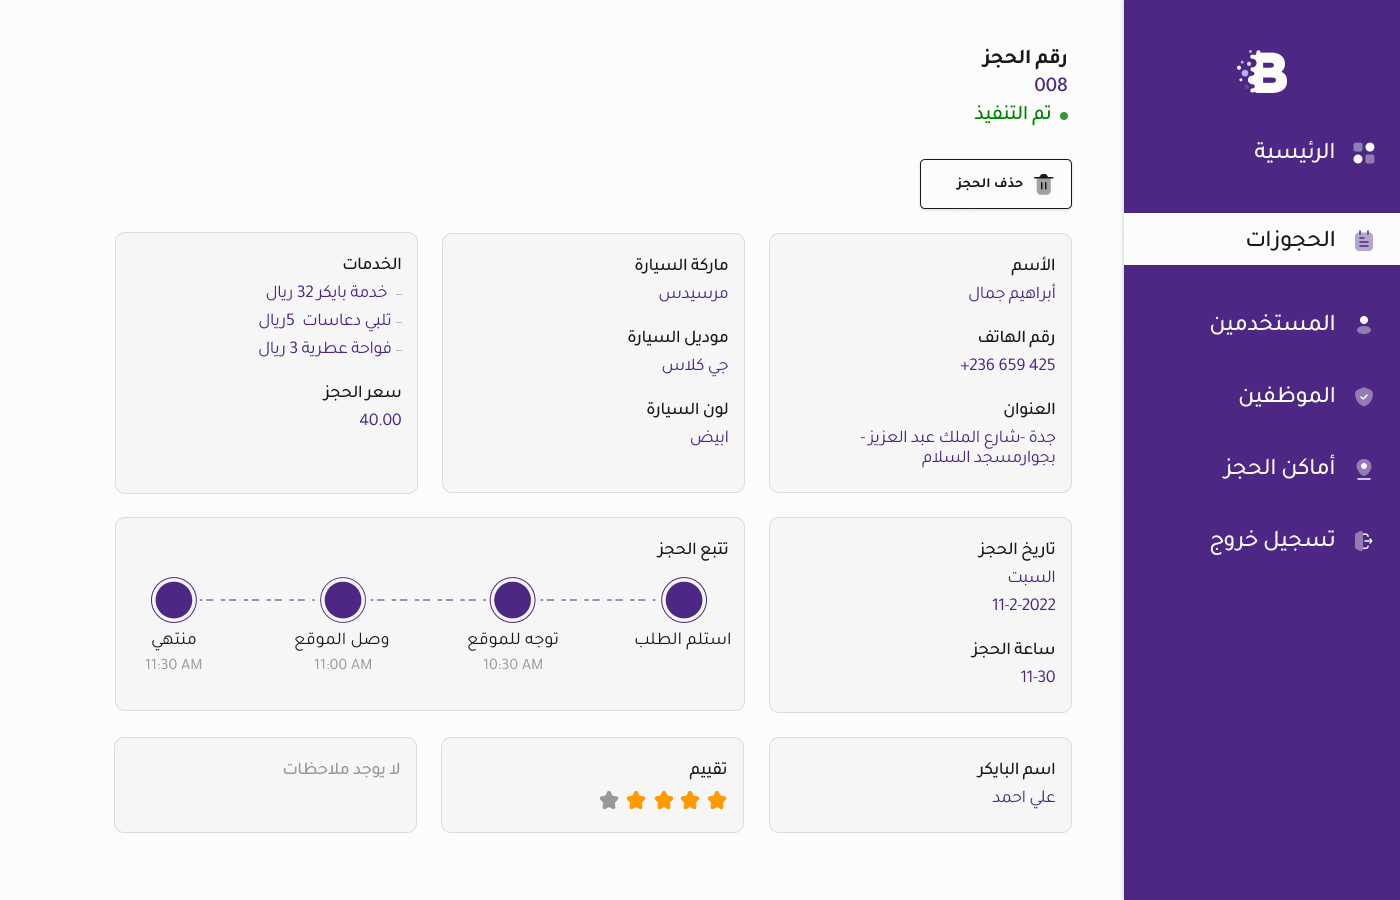 B
الرئيسية
الحجوزات
المستخدمين
الموظفين
أماكن الحجز
تسجيل خروج
رقم الحجز
008
تم التنفيذ
حذف الحجز
الأسم
أبراهيم جمال
رقم الهاتف
+236 659 425
العنوان
جدة -شارع الملك عبد العزيز -
بجوارمسجد السلام
ماركة السيارة
مرسيدس
موديل السيارة
جي كلاس
لون السيارة
ابيض
الخدمات
– خدمة بايكر 32 ريال
– تلبي دعاسات 5ريال
– فواحة عطرية 3 ريال
سعر الحجز
40.00
تاريخ الحجز
السبت
11-2-2022
ساعة الحجز
11-30
تتبع الحجز
استلم الطلب
توجه للموقع
10:30 AM
وصل الموقع
11:00 AM
منتهي
11:30 AM
اسم البايكر
علي احمد
تقييم
لا يوجد ملاحظات